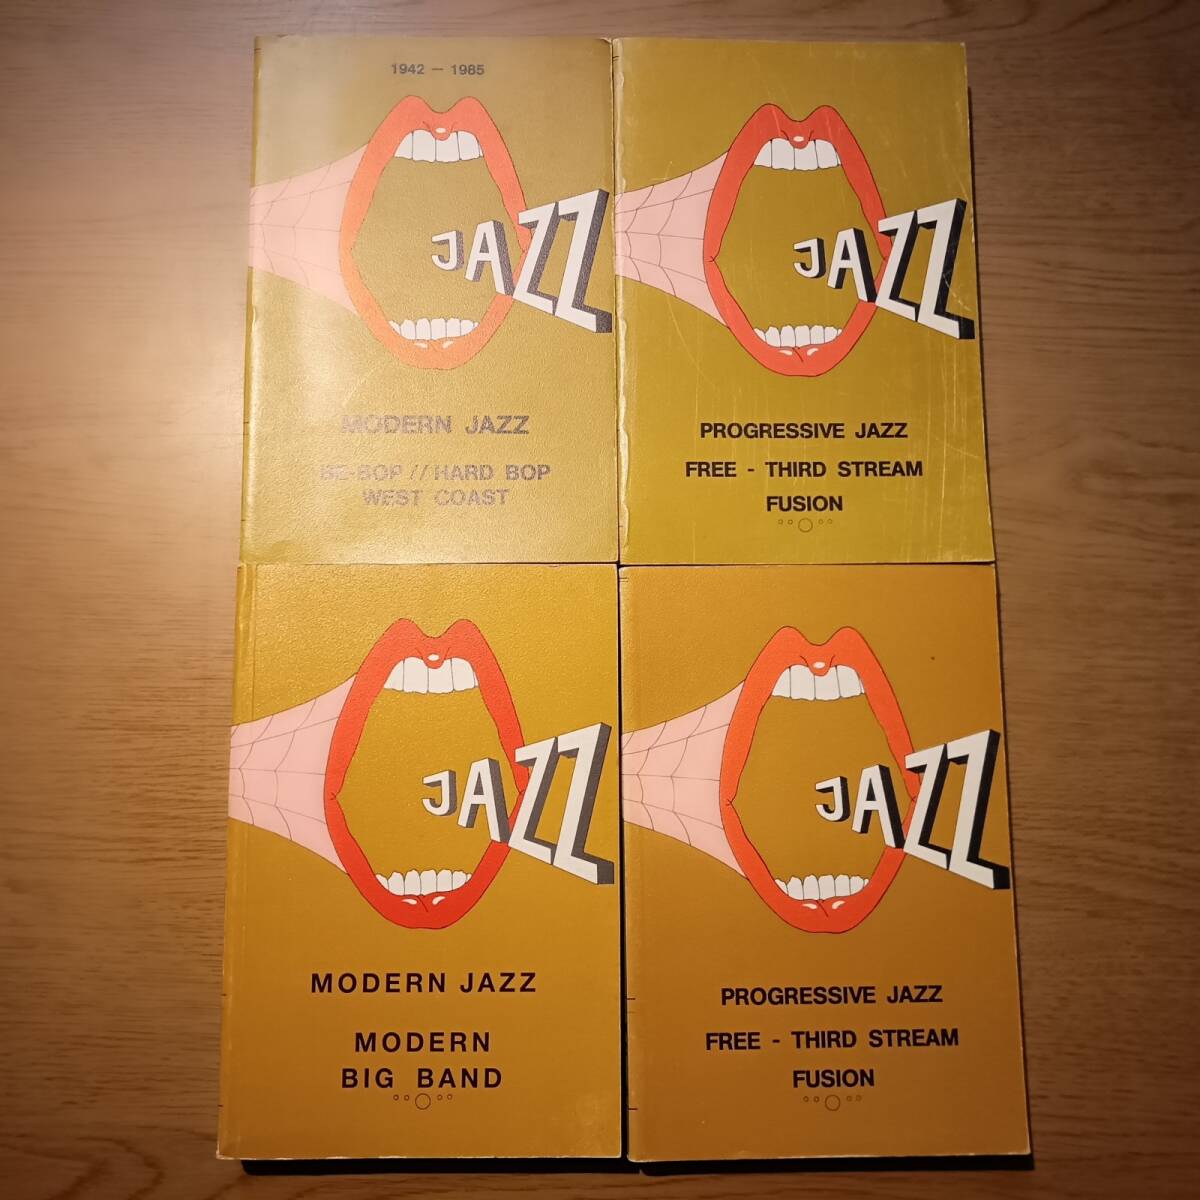 1942 - 1985
JAZZ
MODERN JAZZ
BE-BOP // HARD BOP
WEST COAST
JAZZ
PROGRESSIVE JAZZ
FREE - THIRD STREAM
FUSION
JAZZ
MODERN JAZZ
MODERN
BIG BAND
JAZZ
PROGRESSIVE JAZZ
FREE - THIRD STREAM
FUSION